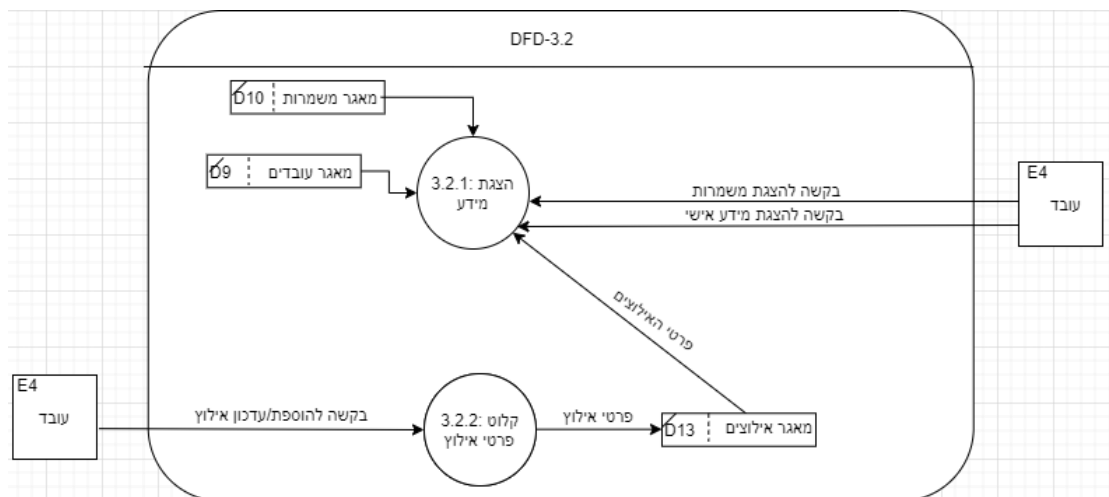 DFD-3.2
D10 מאגר משמרות
D9 מאגר עובדים
3.2.1: הצגת
מידע
E4
עובד
בקשה להצגת משמרות
בקשה להצגת מידע אישי
פרטי האילוצים
E4
עובד
בקשה להוספת/עדכון אילוץ
3.2.2: קלוט
פרטי אילוץ
פרטי אילוץ
D13 מאגר אילוצים